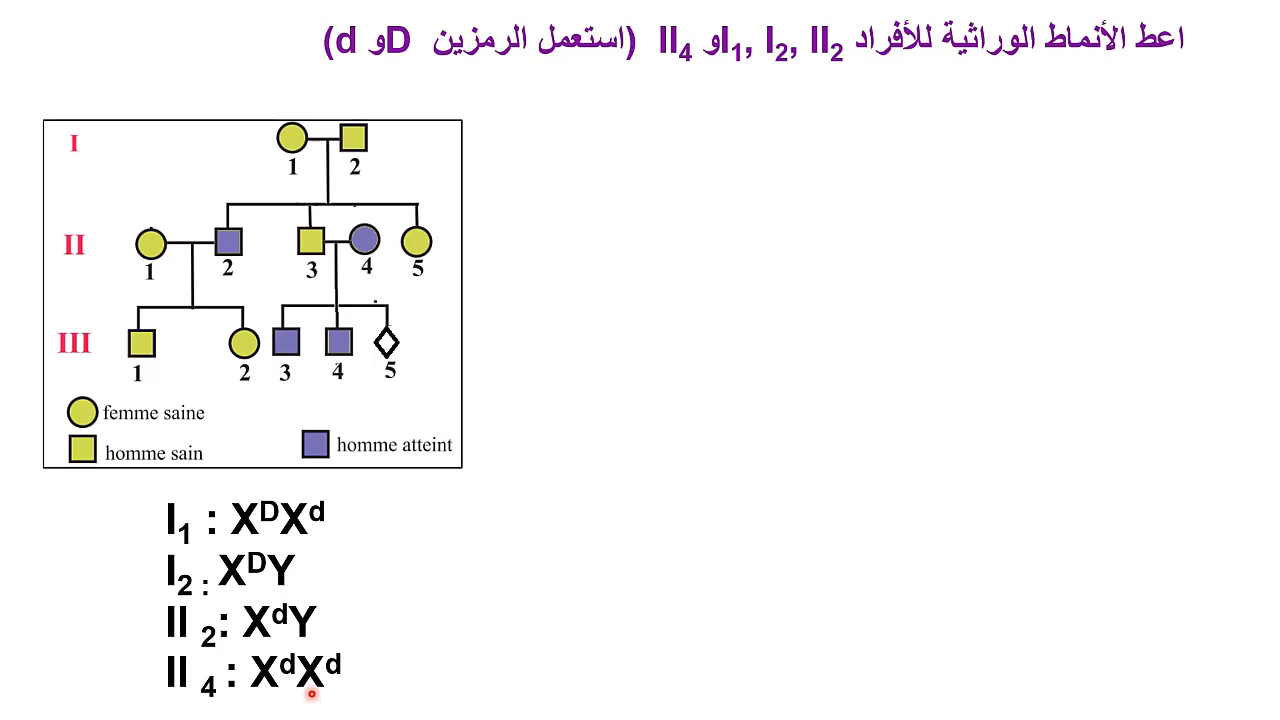 اعط الأنماط الوراثية للأفراد I1, I2, II2 و II4 (استعمل الرمزين D و d)
I
1 2
II
1 2 3 4 5
III
1 2 3 4 5
femme saine
homme sain
homme atteint
I1 : XDXd
I2 : XDY
II 2: XdY
II 4 : XdXd